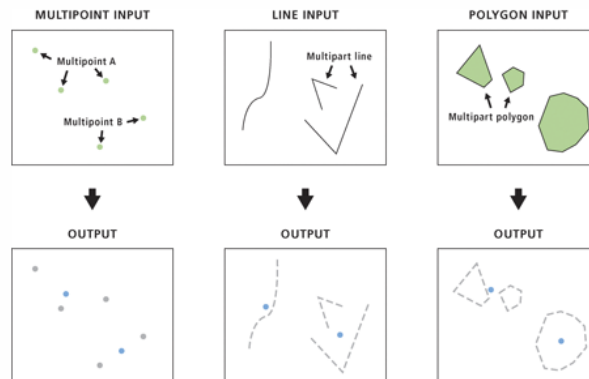 MULTIPOINT INPUT
LINE INPUT
POLYGON INPUT
Multipoint A
Multipoint B
Multipart line
Multipart polygon
OUTPUT
OUTPUT
OUTPUT